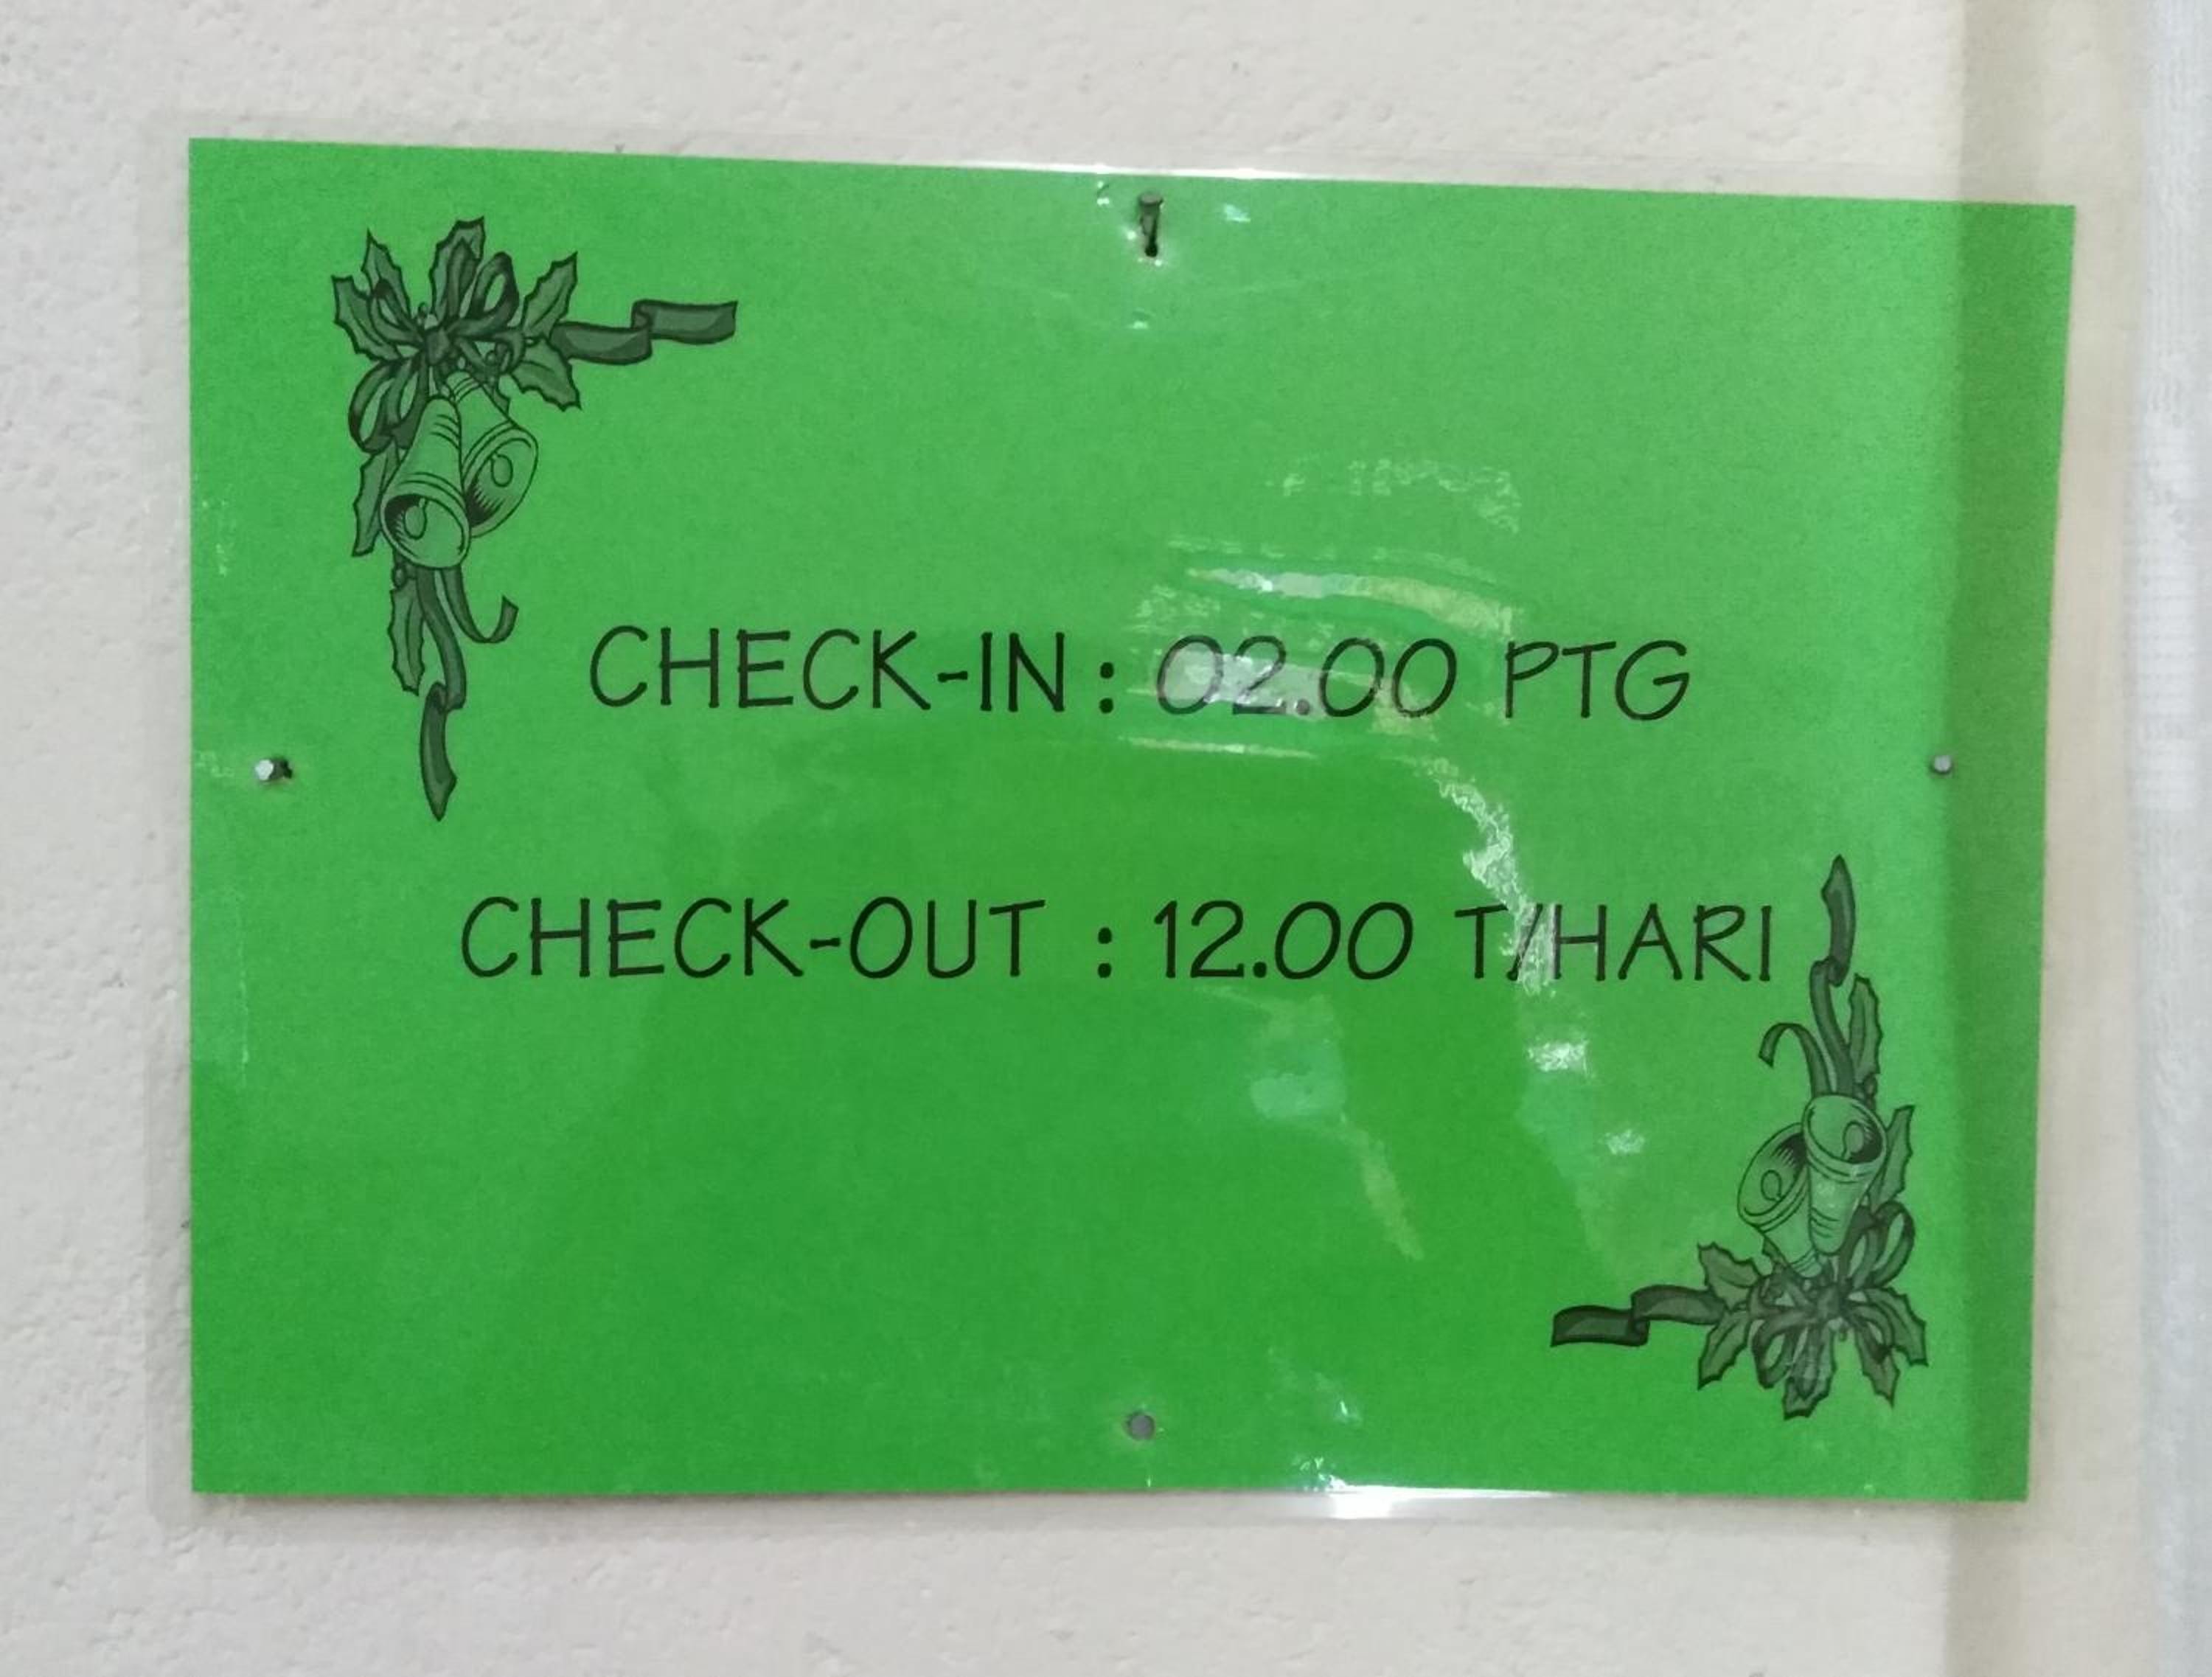 CHECK-IN : 02.00 PTG
CHECK-OUT : 12.00 T/HARI